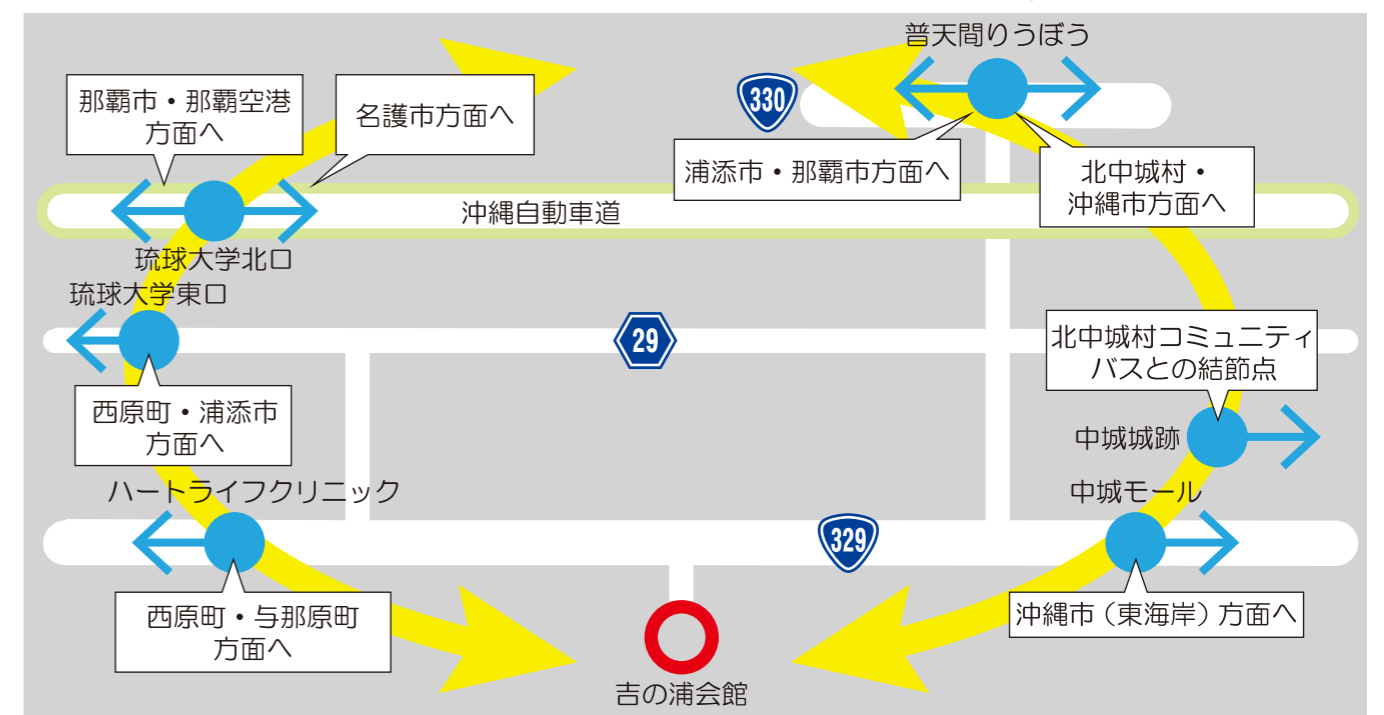 普天間りうぼう
330
那覇市・那覇空港
方面へ
名護市方面へ
浦添市・那覇市方面へ
北中城村・
沖縄市方面へ
沖縄自動車道
琉球大学北口
琉球大学東口
29
北中城村コミュニティ
バスとの結節点
西原町・浦添市
方面へ
中城城跡
ハートライフクリニック
中城モール
329
西原町・与那原町
方面へ
沖縄市（東海岸）方面へ
吉の浦会館